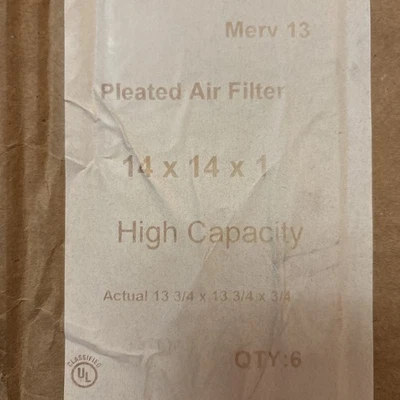 Merv 13
Pleated Air Filter
14 x 14 x 1
High Capacity
Actual 13 3/4 x 13 3/4 x 3/4
QTY:6
CLASSIFIED
UL